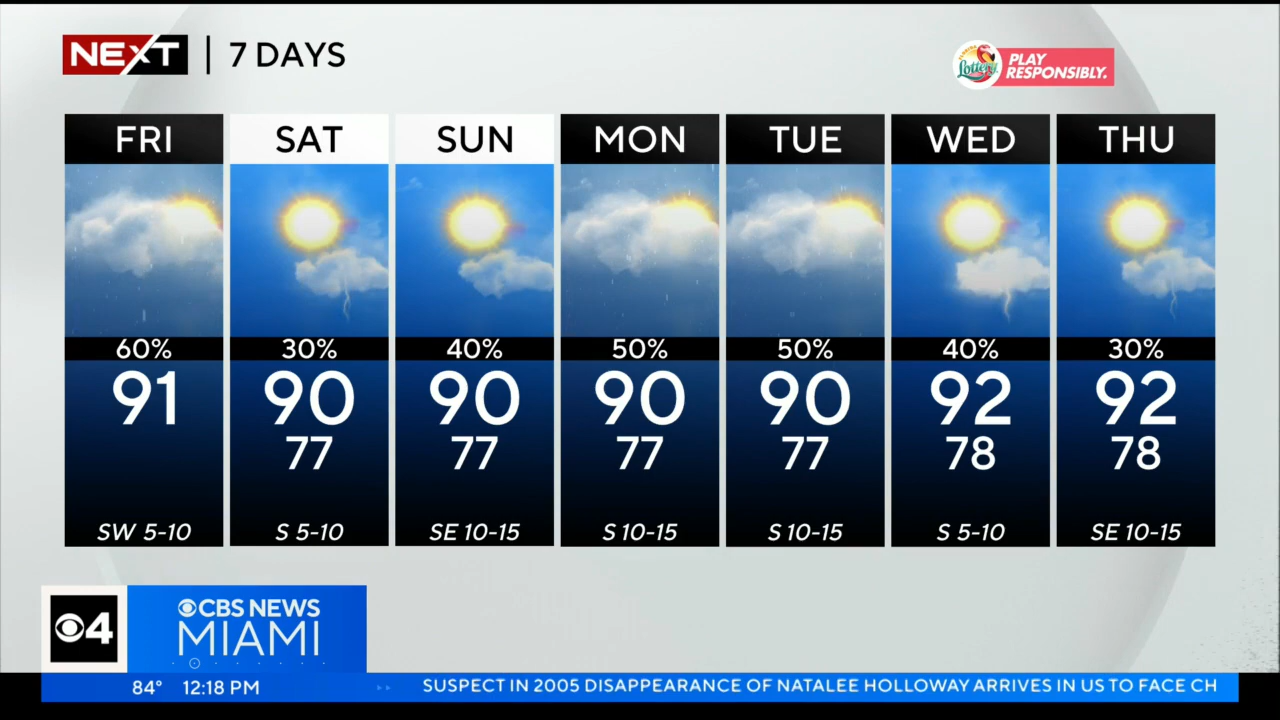 NEXT | 7 DAYS
FLORIDA
Lottery
PLAY
RESPONSIBLY.
FRI SAT SUN MON TUE WED THU
60% 30% 40% 50% 50% 40% 30%
91 90 90 90 90 92 92
77 77 77 77 78 78
SW 5-10 S 5-10 SE 10-15 S 10-15 S 10-15 S 5-10 SE 10-15
4
CBS NEWS
MIAMI
84° 12:18 PM SUSPECT IN 2005 DISAPPEARANCE OF NATALEE HOLLOWAY ARRIVES IN US TO FACE CH